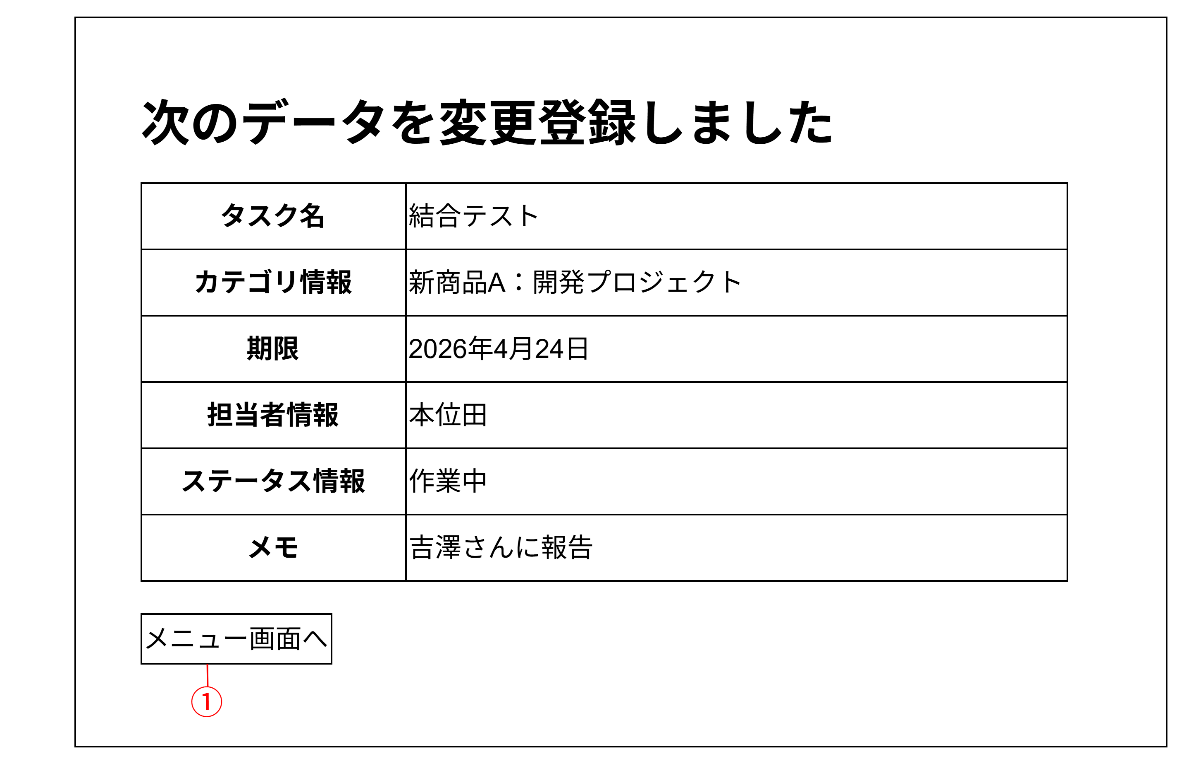 次のデータを変更登録しました
タスク名 結合テスト
カテゴリ情報 新商品A：開発プロジェクト
期限 2026年4月24日
担当者情報 本位田
ステータス情報 作業中
メモ 吉澤さんに報告
メニュー画面へ
①